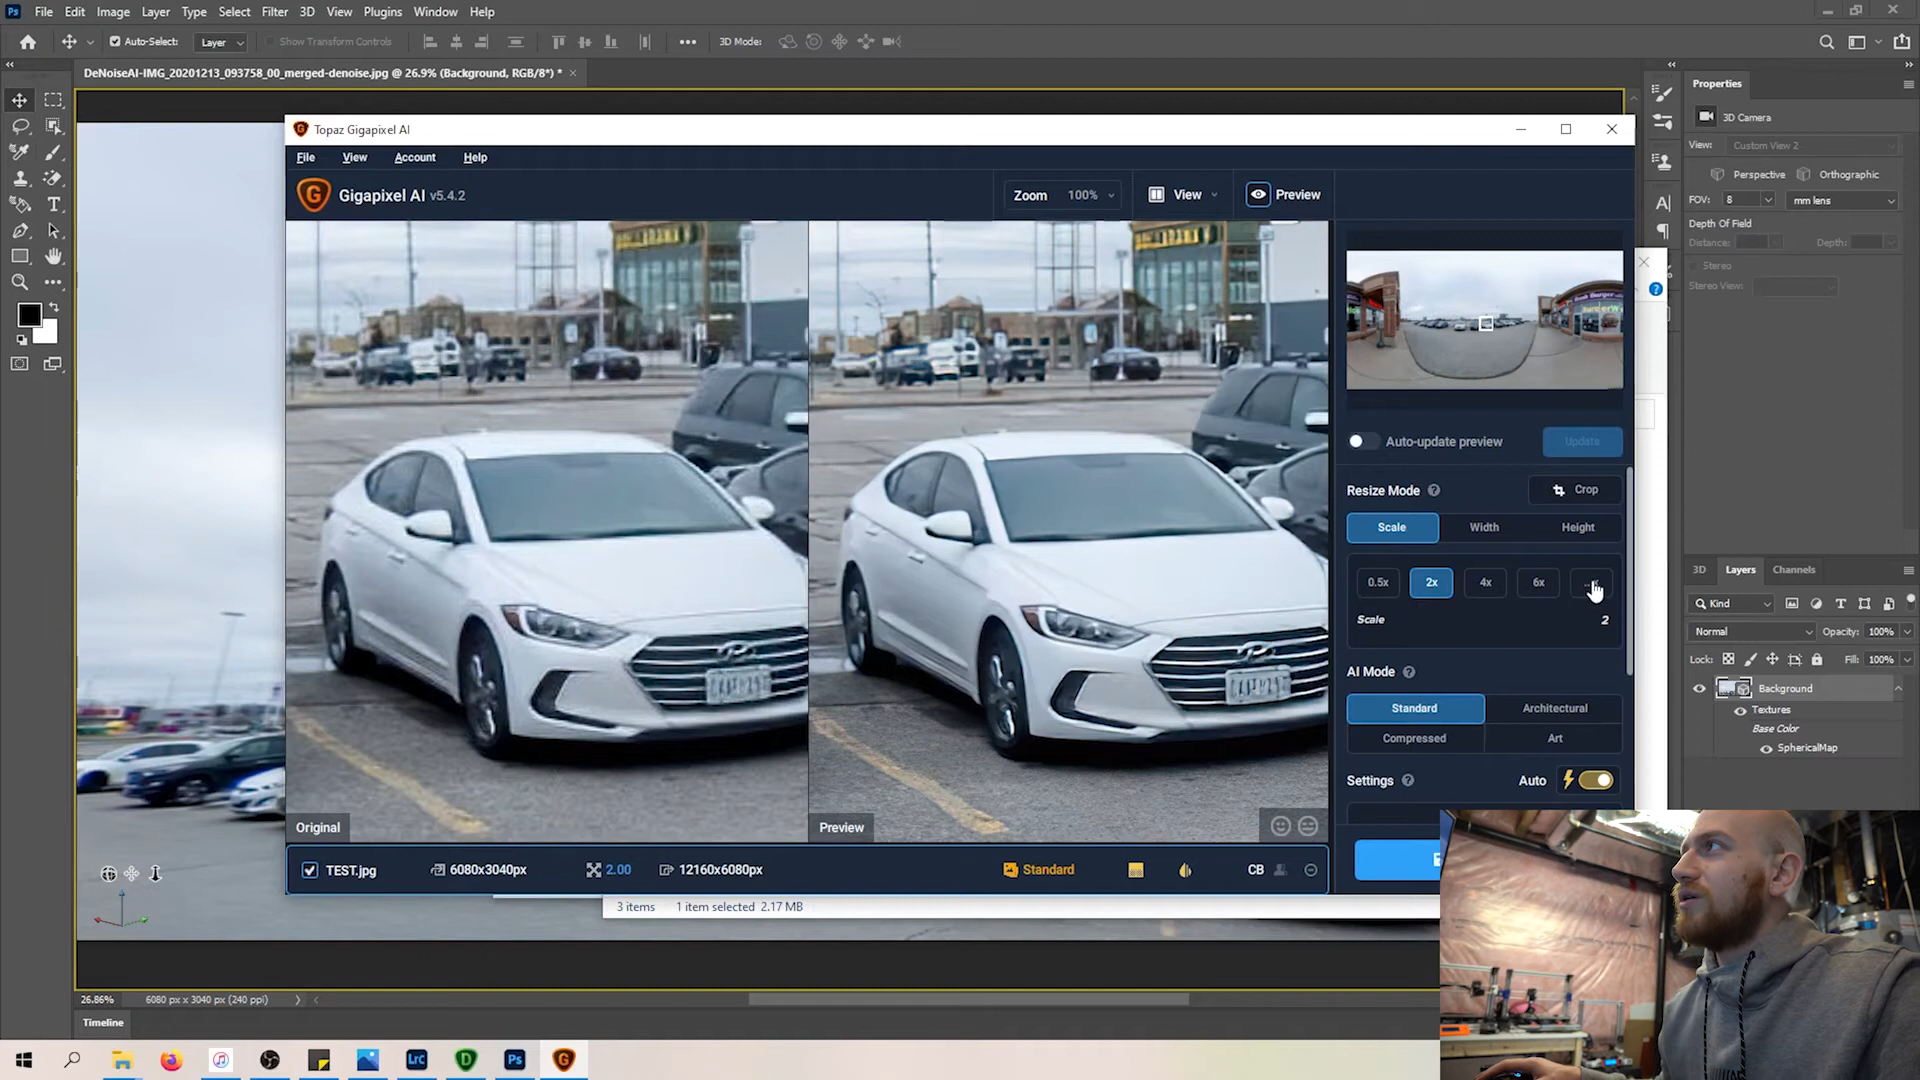 Ps File Edit Image Layer Type Select Filter 3D View Plugins Window Help
Auto-Select: Layer Show Transform Controls 3D Mode:
DeNoiseAI-IMG_20201213_093758_00_merged-denoise.jpg @ 26.9% (Background, RGB/8*) *
Topaz Gigapixel AI
File View Account Help
Gigapixel AI v5.4.2
Zoom 100% View Preview
Auto-update preview Update
Resize Mode Crop
Scale Width Height
0.5x 2x 4x 6x
Scale 2
AI Mode
Standard Architectural
Compressed Art
Settings Auto
Original
Preview
TEST.jpg 6080x3040px 2.00 12160x6080px Standard CB
3 items 1 item selected 2.17 MB
26.86% 6080 px x 3040 px (240 ppi)
Timeline
Properties
3D Camera
View: Custom View 2
Perspective Orthographic
FOV: 8 mm lens
Depth Of Field
Distance: Depth:
Stereo
Stereo View:
3D Layers Channels
Kind
Normal Opacity: 100%
Lock: Fill: 100%
Background
Textures
Base Color
SphericalMap
Lrc D Ps G